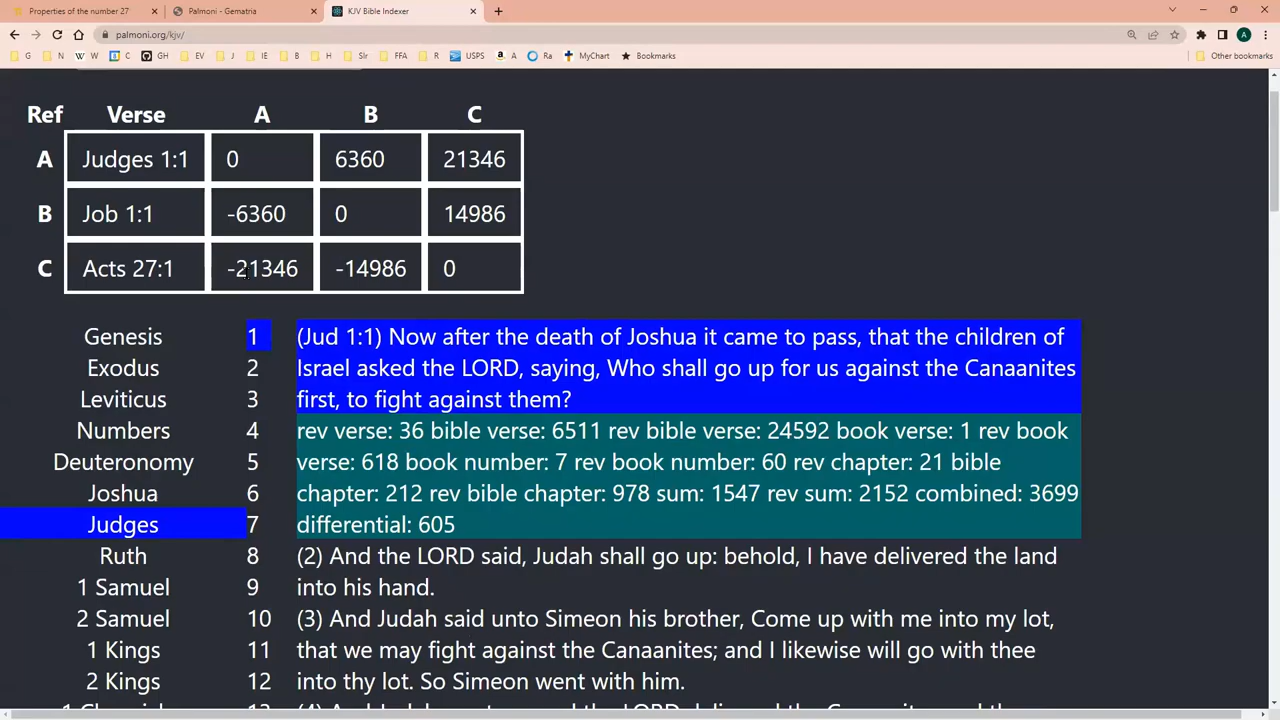 Properties of the number 27
Palmoni - Gematria
KJV Bible Indexer
palmoni.org/kjv/
G N W C GH EV J IE B H SIr FFA R USPS A Ra MyChart Bookmarks Other bookmarks
Ref Verse A B C
A Judges 1:1 0 6360 21346
B Job 1:1 -6360 0 14986
C Acts 27:1 -21346 -14986 0
Genesis 1 (Jud 1:1) Now after the death of Joshua it came to pass, that the children of
Exodus 2 Israel asked the LORD, saying, Who shall go up for us against the Canaanites
Leviticus 3 first, to fight against them?
Numbers 4 rev verse: 36 bible verse: 6511 rev bible verse: 24592 book verse: 1 rev book
Deuteronomy 5 verse: 618 book number: 7 rev book number: 60 rev chapter: 21 bible
Joshua 6 chapter: 212 rev bible chapter: 978 sum: 1547 rev sum: 2152 combined: 3699
Judges 7 differential: 605
Ruth 8 (2) And the LORD said, Judah shall go up: behold, I have delivered the land
1 Samuel 9 into his hand.
2 Samuel 10 (3) And Judah said unto Simeon his brother, Come up with me into my lot,
1 Kings 11 that we may fight against the Canaanites; and I likewise will go with thee
2 Kings 12 into thy lot. So Simeon went with him.